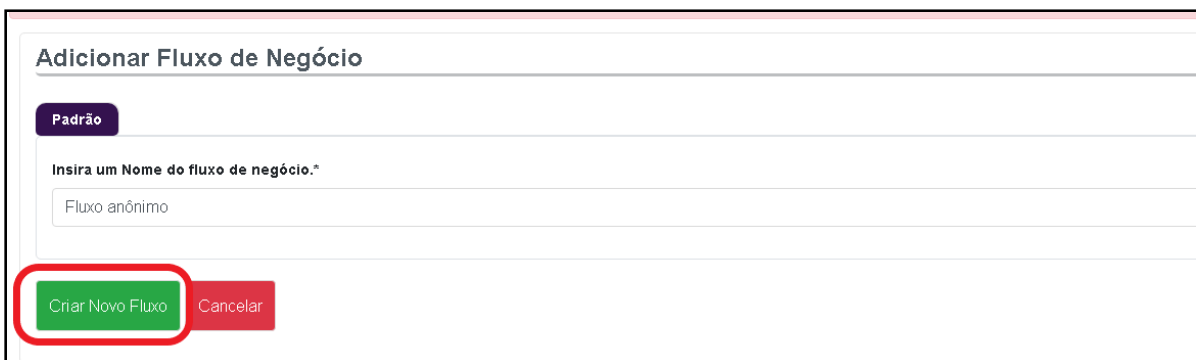 Adicionar Fluxo de Negócio
Padrão
Insira um Nome do fluxo de negócio.*
Fluxo anônimo
Criar Novo Fluxo
Cancelar